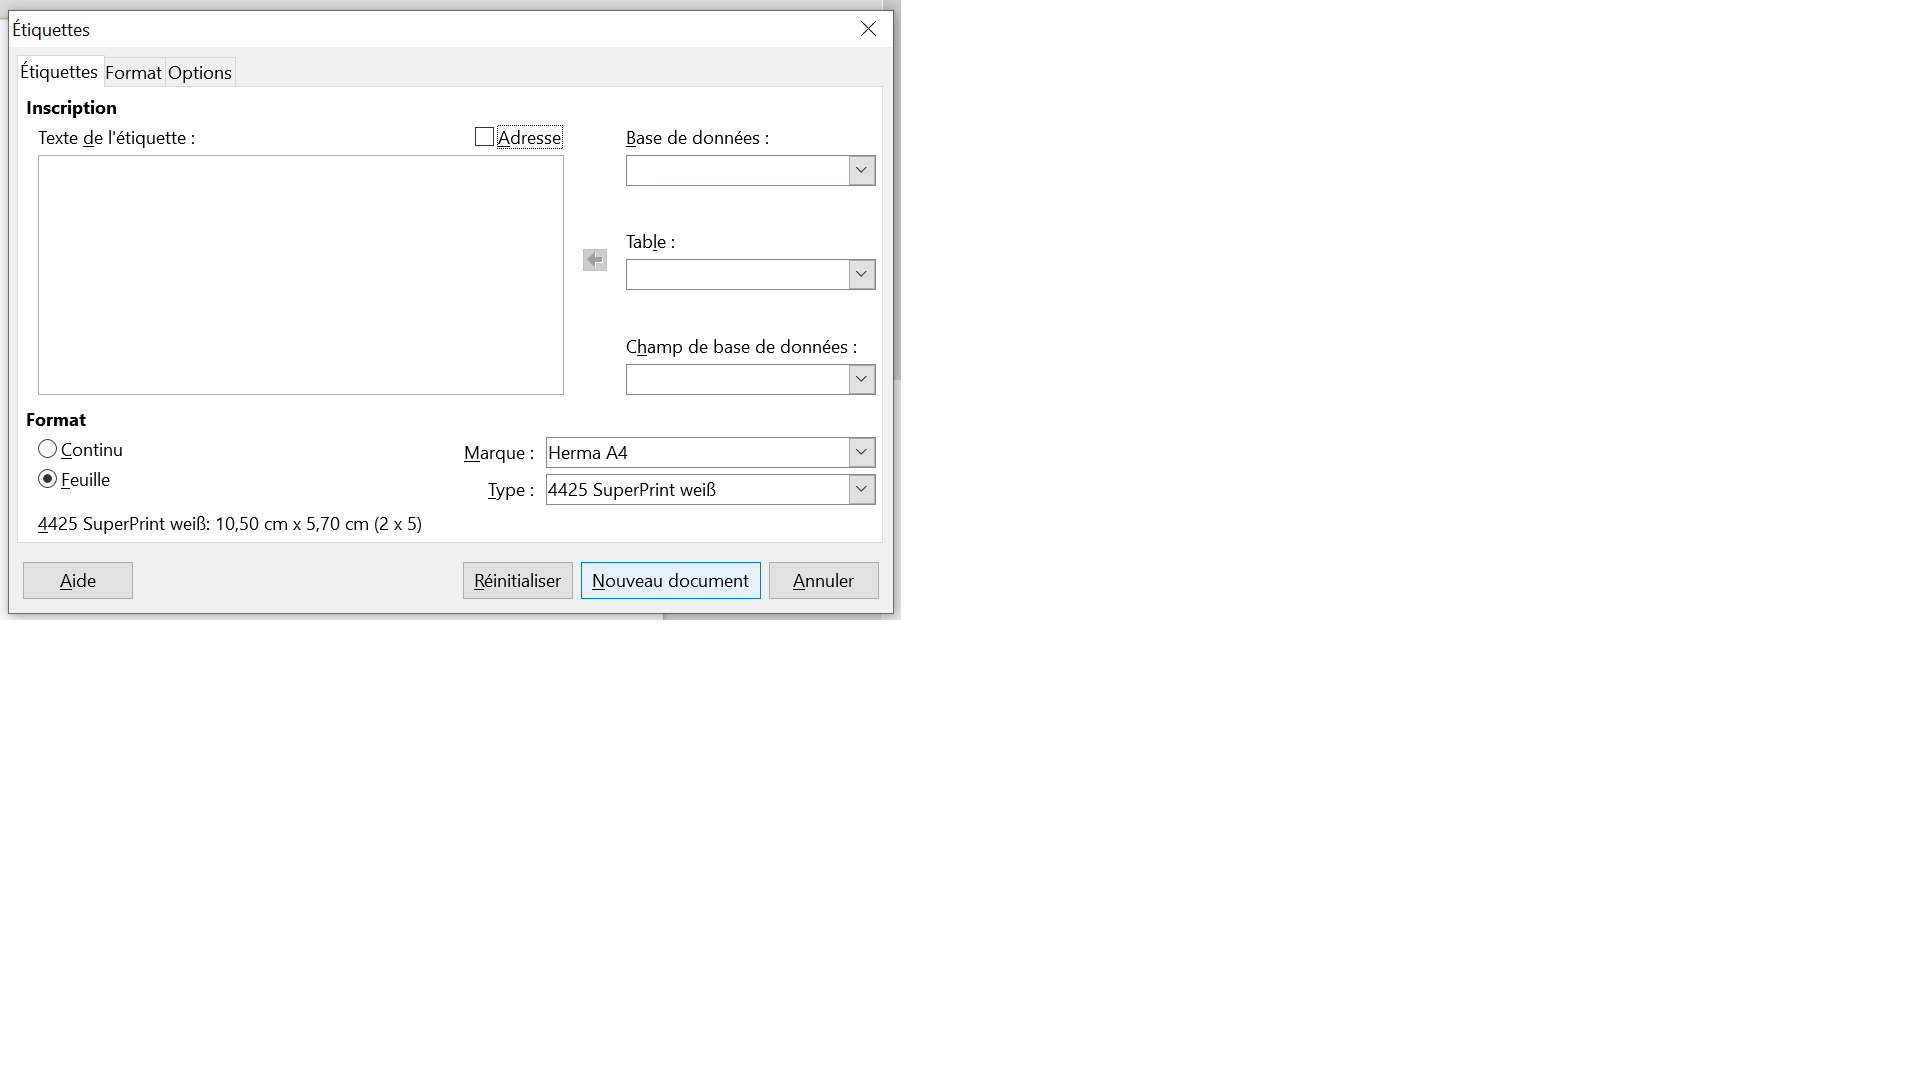 Étiquettes
Étiquettes Format Options
Inscription
Texte de l'étiquette :
Adresse
Base de données :
Table :
Champ de base de données :
Format
Continu
Feuille
Marque : Herma A4
Type : 4425 SuperPrint weiß
4425 SuperPrint weiß: 10,50 cm x 5,70 cm (2 x 5)
Aide Réinitialiser Nouveau document Annuler